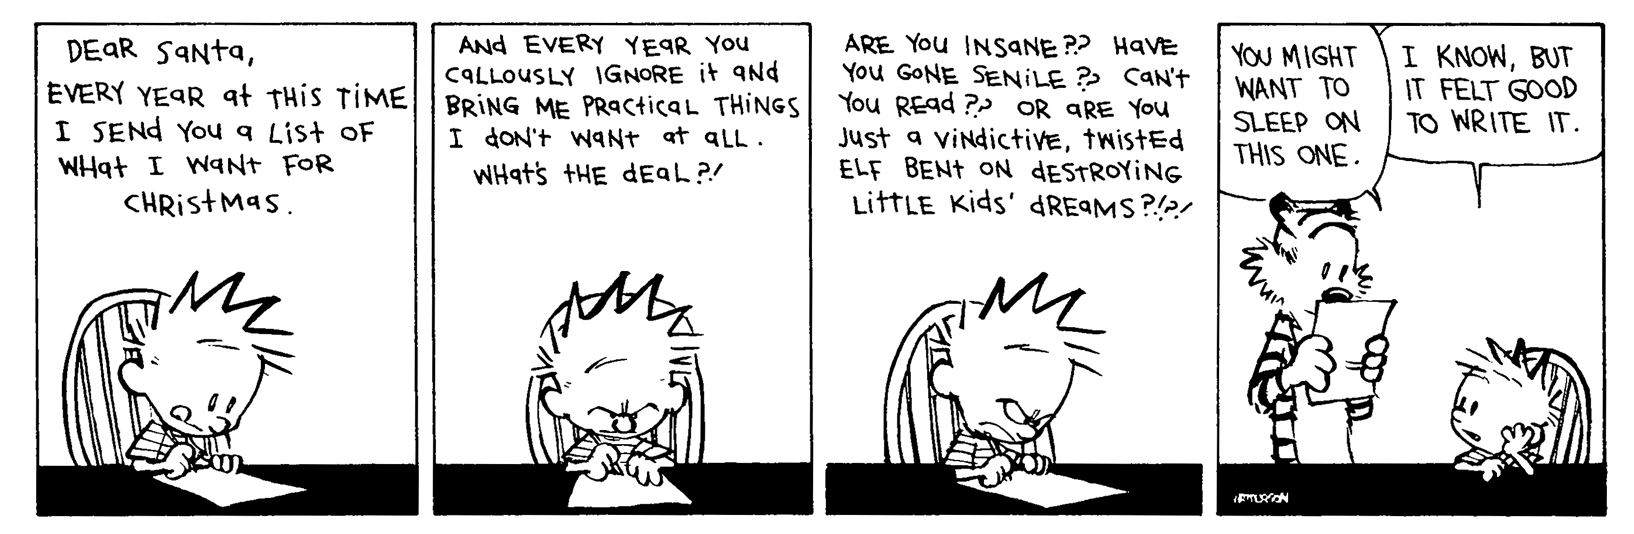 DEAR SANTA,
EVERY YEAR at tHiS TiME
I SEND YOU a LiSt OF
WHat I WaNt FOR
CHRiStMaS.
AND EVERY YEAR YOU
CaLLOUSLY IGNORE it aNd
BRiNG ME PRaCtiCaL THiNGS
I dON't WaNt at aLL.
WHat's tHE dEaL?!
ARE YOU INSaNE?? HaVE
YOU GONE SENiLE?? CaN't
YOU REad?? OR aRE YOU
JUSt a ViNdiCtiVE, tWiStEd
ELF BENt ON dEStROYiNG
LittLE KidS' dREaMS?!?!
YOU MIGHT
WANT TO
SLEEP ON
THIS ONE.
I KNOW, BUT
IT FELT GOOD
TO WRITE IT.
WATTERSON